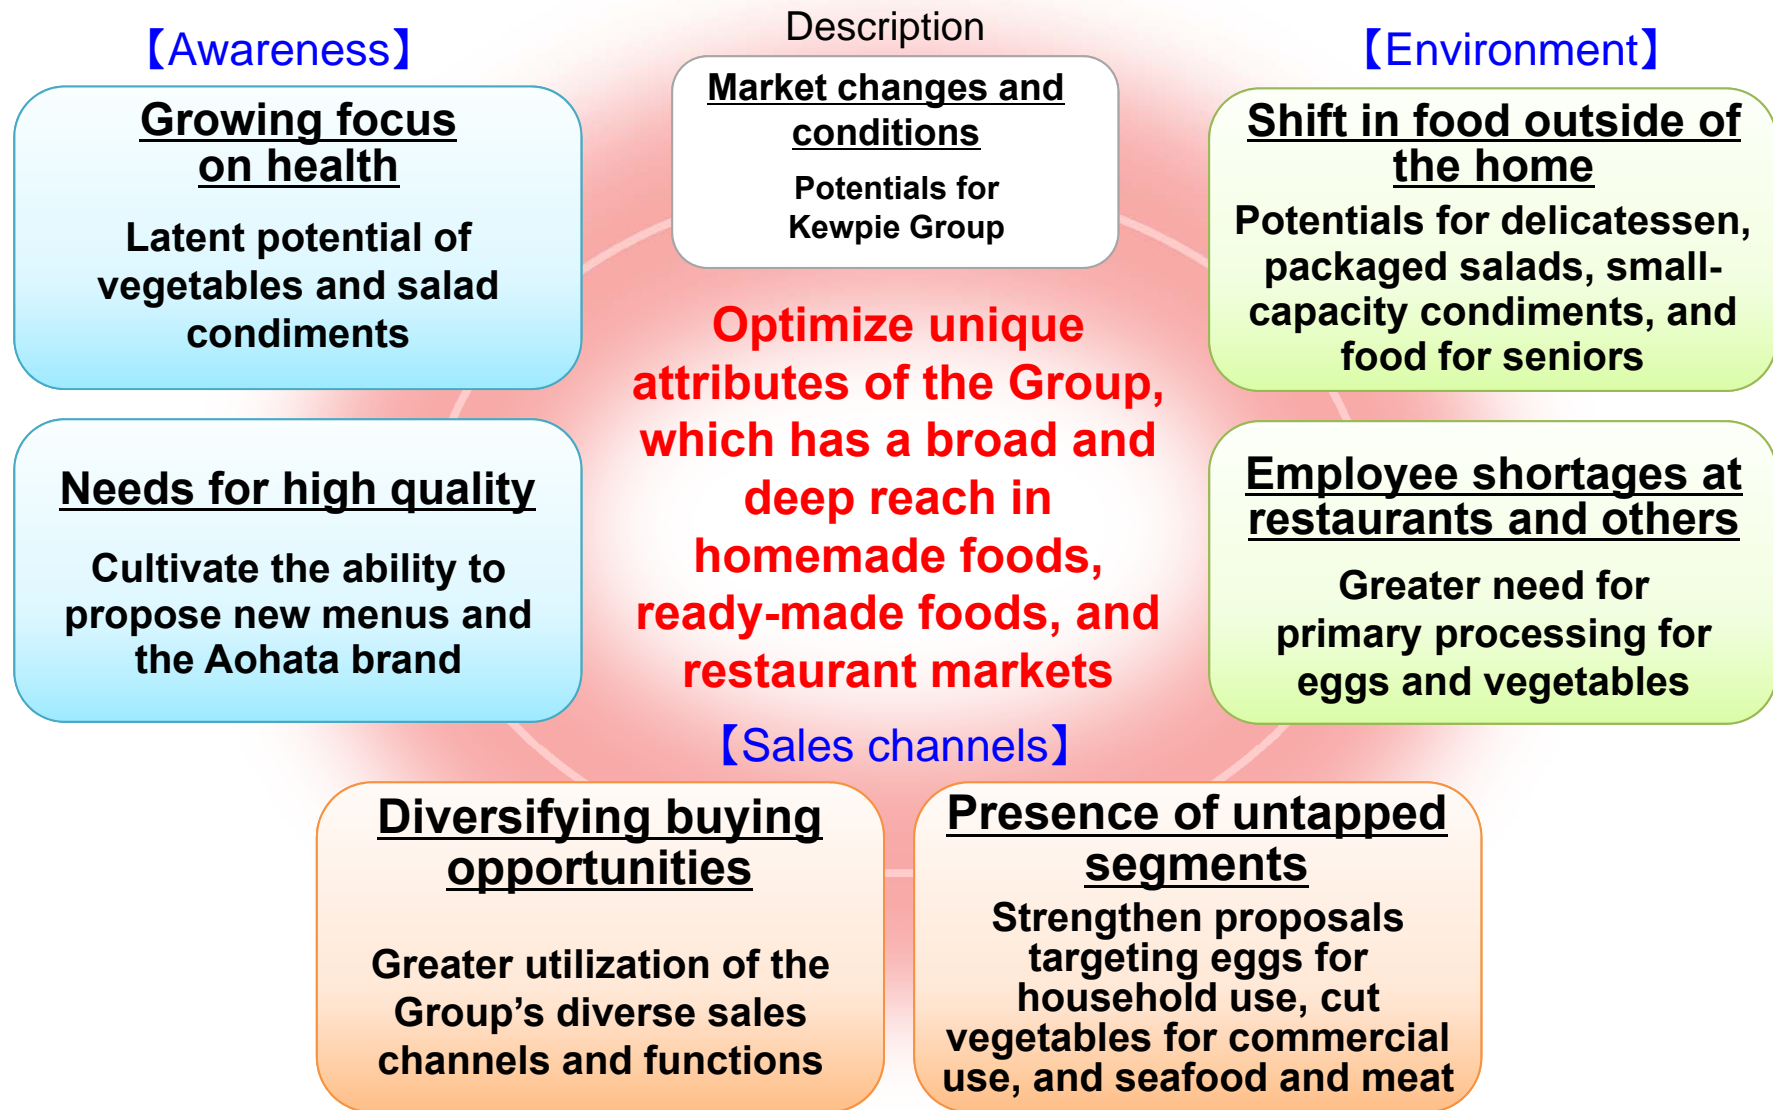 【Awareness】
Growing focus
on health
Latent potential of
vegetables and salad
condiments
Needs for high quality
Cultivate the ability to
propose new menus and
the Aohata brand
Description
Market changes and
conditions
Potentials for
Kewpie Group
Optimize unique
attributes of the Group,
which has a broad and
deep reach in
homemade foods,
ready-made foods, and
restaurant markets
【Environment】
Shift in food outside of
the home
Potentials for delicatessen,
packaged salads, small-
capacity condiments, and
food for seniors
Employee shortages at
restaurants and others
Greater need for
primary processing for
eggs and vegetables
【Sales channels】
Diversifying buying
opportunities
Greater utilization of the
Group’s diverse sales
channels and functions
Presence of untapped
segments
Strengthen proposals
targeting eggs for
household use, cut
vegetables for commercial
use, and seafood and meat